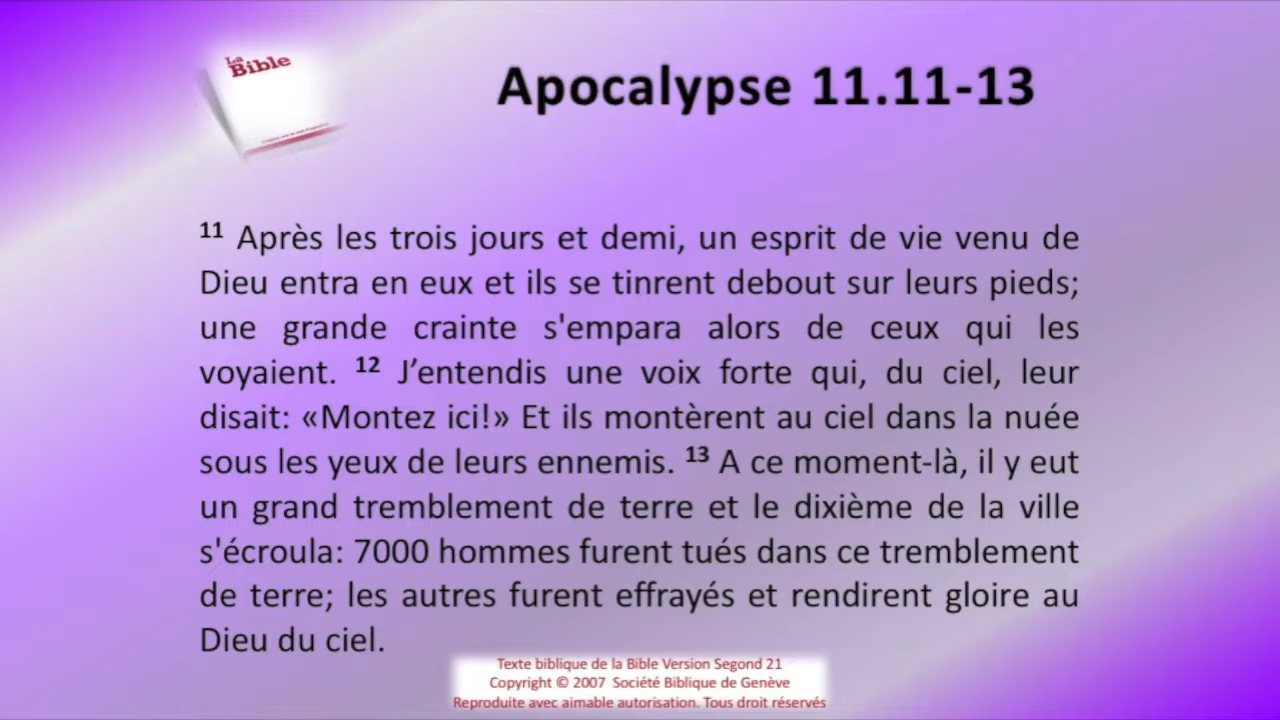 La
Bible
Apocalypse 11.11-13
11 Après les trois jours et demi, un esprit de vie venu de
Dieu entra en eux et ils se tinrent debout sur leurs pieds;
une grande crainte s'empara alors de ceux qui les
voyaient. 12 J’entendis une voix forte qui, du ciel, leur
disait: «Montez ici!» Et ils montèrent au ciel dans la nuée
sous les yeux de leurs ennemis. 13 A ce moment-là, il y eut
un grand tremblement de terre et le dixième de la ville
s'écroula: 7000 hommes furent tués dans ce tremblement
de terre; les autres furent effrayés et rendirent gloire au
Dieu du ciel.
Texte biblique de la Bible Version Segond 21
Copyright © 2007 Société Biblique de Genève
Reproduite avec aimable autorisation. Tous droit réservés